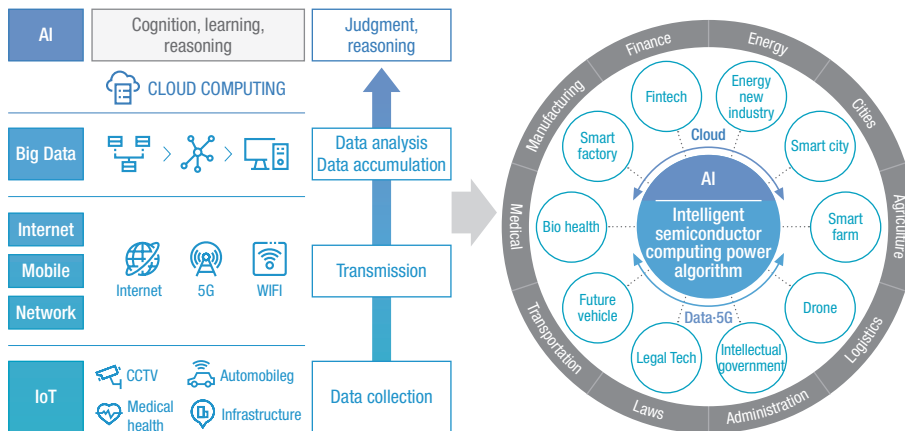 AI
Cognition, learning,
reasoning
Judgment,
reasoning
CLOUD COMPUTING
Big Data
Data analysis
Data accumulation
Internet
Mobile
Network
Internet
5G
WIFI
Transmission
IoT
CCTV
Automobileg
Medical
health
Infrastructure
Data collection
Finance
Energy
Cities
Agriculture
Logistics
Administration
Laws
Transportation
Medical
Manufacturing
Fintech
Energy
new
industry
Smart city
Smart
farm
Drone
Intellectual
government
Legal Tech
Future
vehicle
Bio health
Smart
factory
Cloud
AI
Intelligent
semiconductor
computing power
algorithm
Data·5G